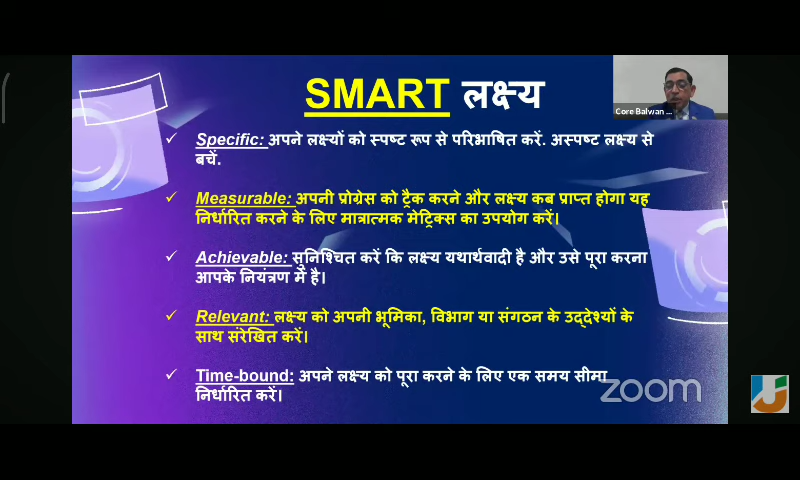 SMART लक्ष्य
Core Balwan ...
Specific: अपने लक्ष्यों को स्पष्ट रूप से परिभाषित करें. अस्पष्ट लक्ष्य से
बचें.
Measurable: अपनी प्रोग्रेस को ट्रैक करने और लक्ष्य कब प्राप्त होगा यह
निर्धारित करने के लिए मात्रात्मक मेट्रिक्स का उपयोग करें।
Achievable: सुनिश्चित करें कि लक्ष्य यथार्थवादी है और उसे पूरा करना
आपके नियंत्रण में है।
Relevant: लक्ष्य को अपनी भूमिका, विभाग या संगठन के उद्देश्यों के
साथ संरेखित करें।
Time-bound: अपने लक्ष्य को पूरा करने के लिए एक समय सीमा
निर्धारित करें।
zoom